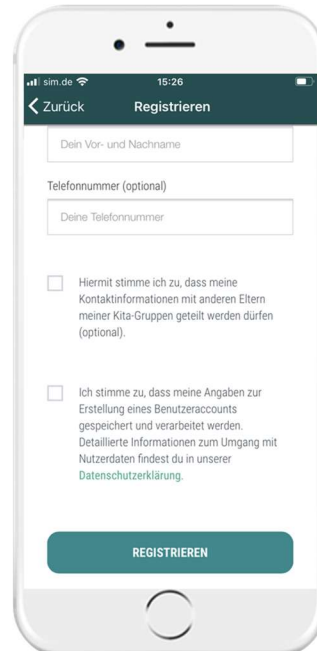 sim.de 15:26
Zurück Registrieren
Dein Vor- und Nachname
Telefonnummer (optional)
Deine Telefonnummer
Hiermit stimme ich zu, dass meine
Kontaktinformationen mit anderen Eltern
meiner Kita-Gruppen geteilt werden dürfen
(optional).
Ich stimme zu, dass meine Angaben zur
Erstellung eines Benutzeraccounts
gespeichert und verarbeitet werden.
Detaillierte Informationen zum Umgang mit
Nutzerdaten findest du in unserer
Datenschutzerklärung.
REGISTRIEREN